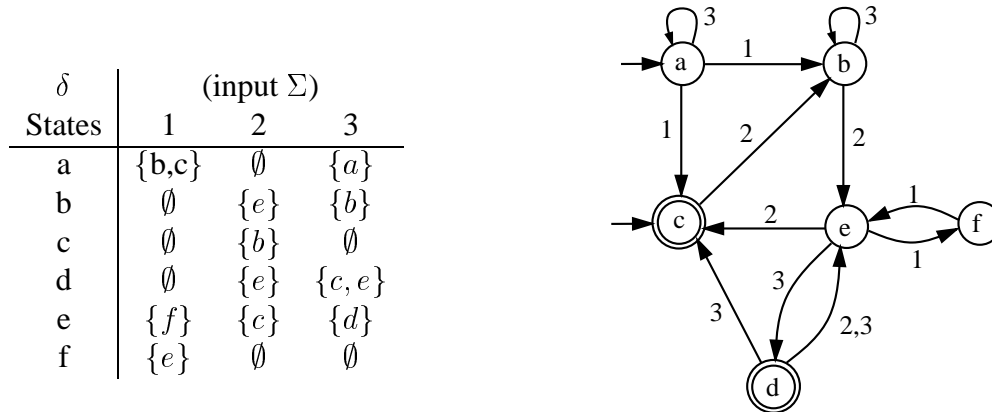 δ (input Σ)
States 1 2 3
a {b,c} ∅ {a}
b ∅ {e} {b}
c ∅ {b} ∅
d ∅ {e} {c, e}
e {f} {c} {d}
f {e} ∅ ∅
3 3
a 1 b
1 2 2
c 2 e 1 f
1
3 3 2,3
d